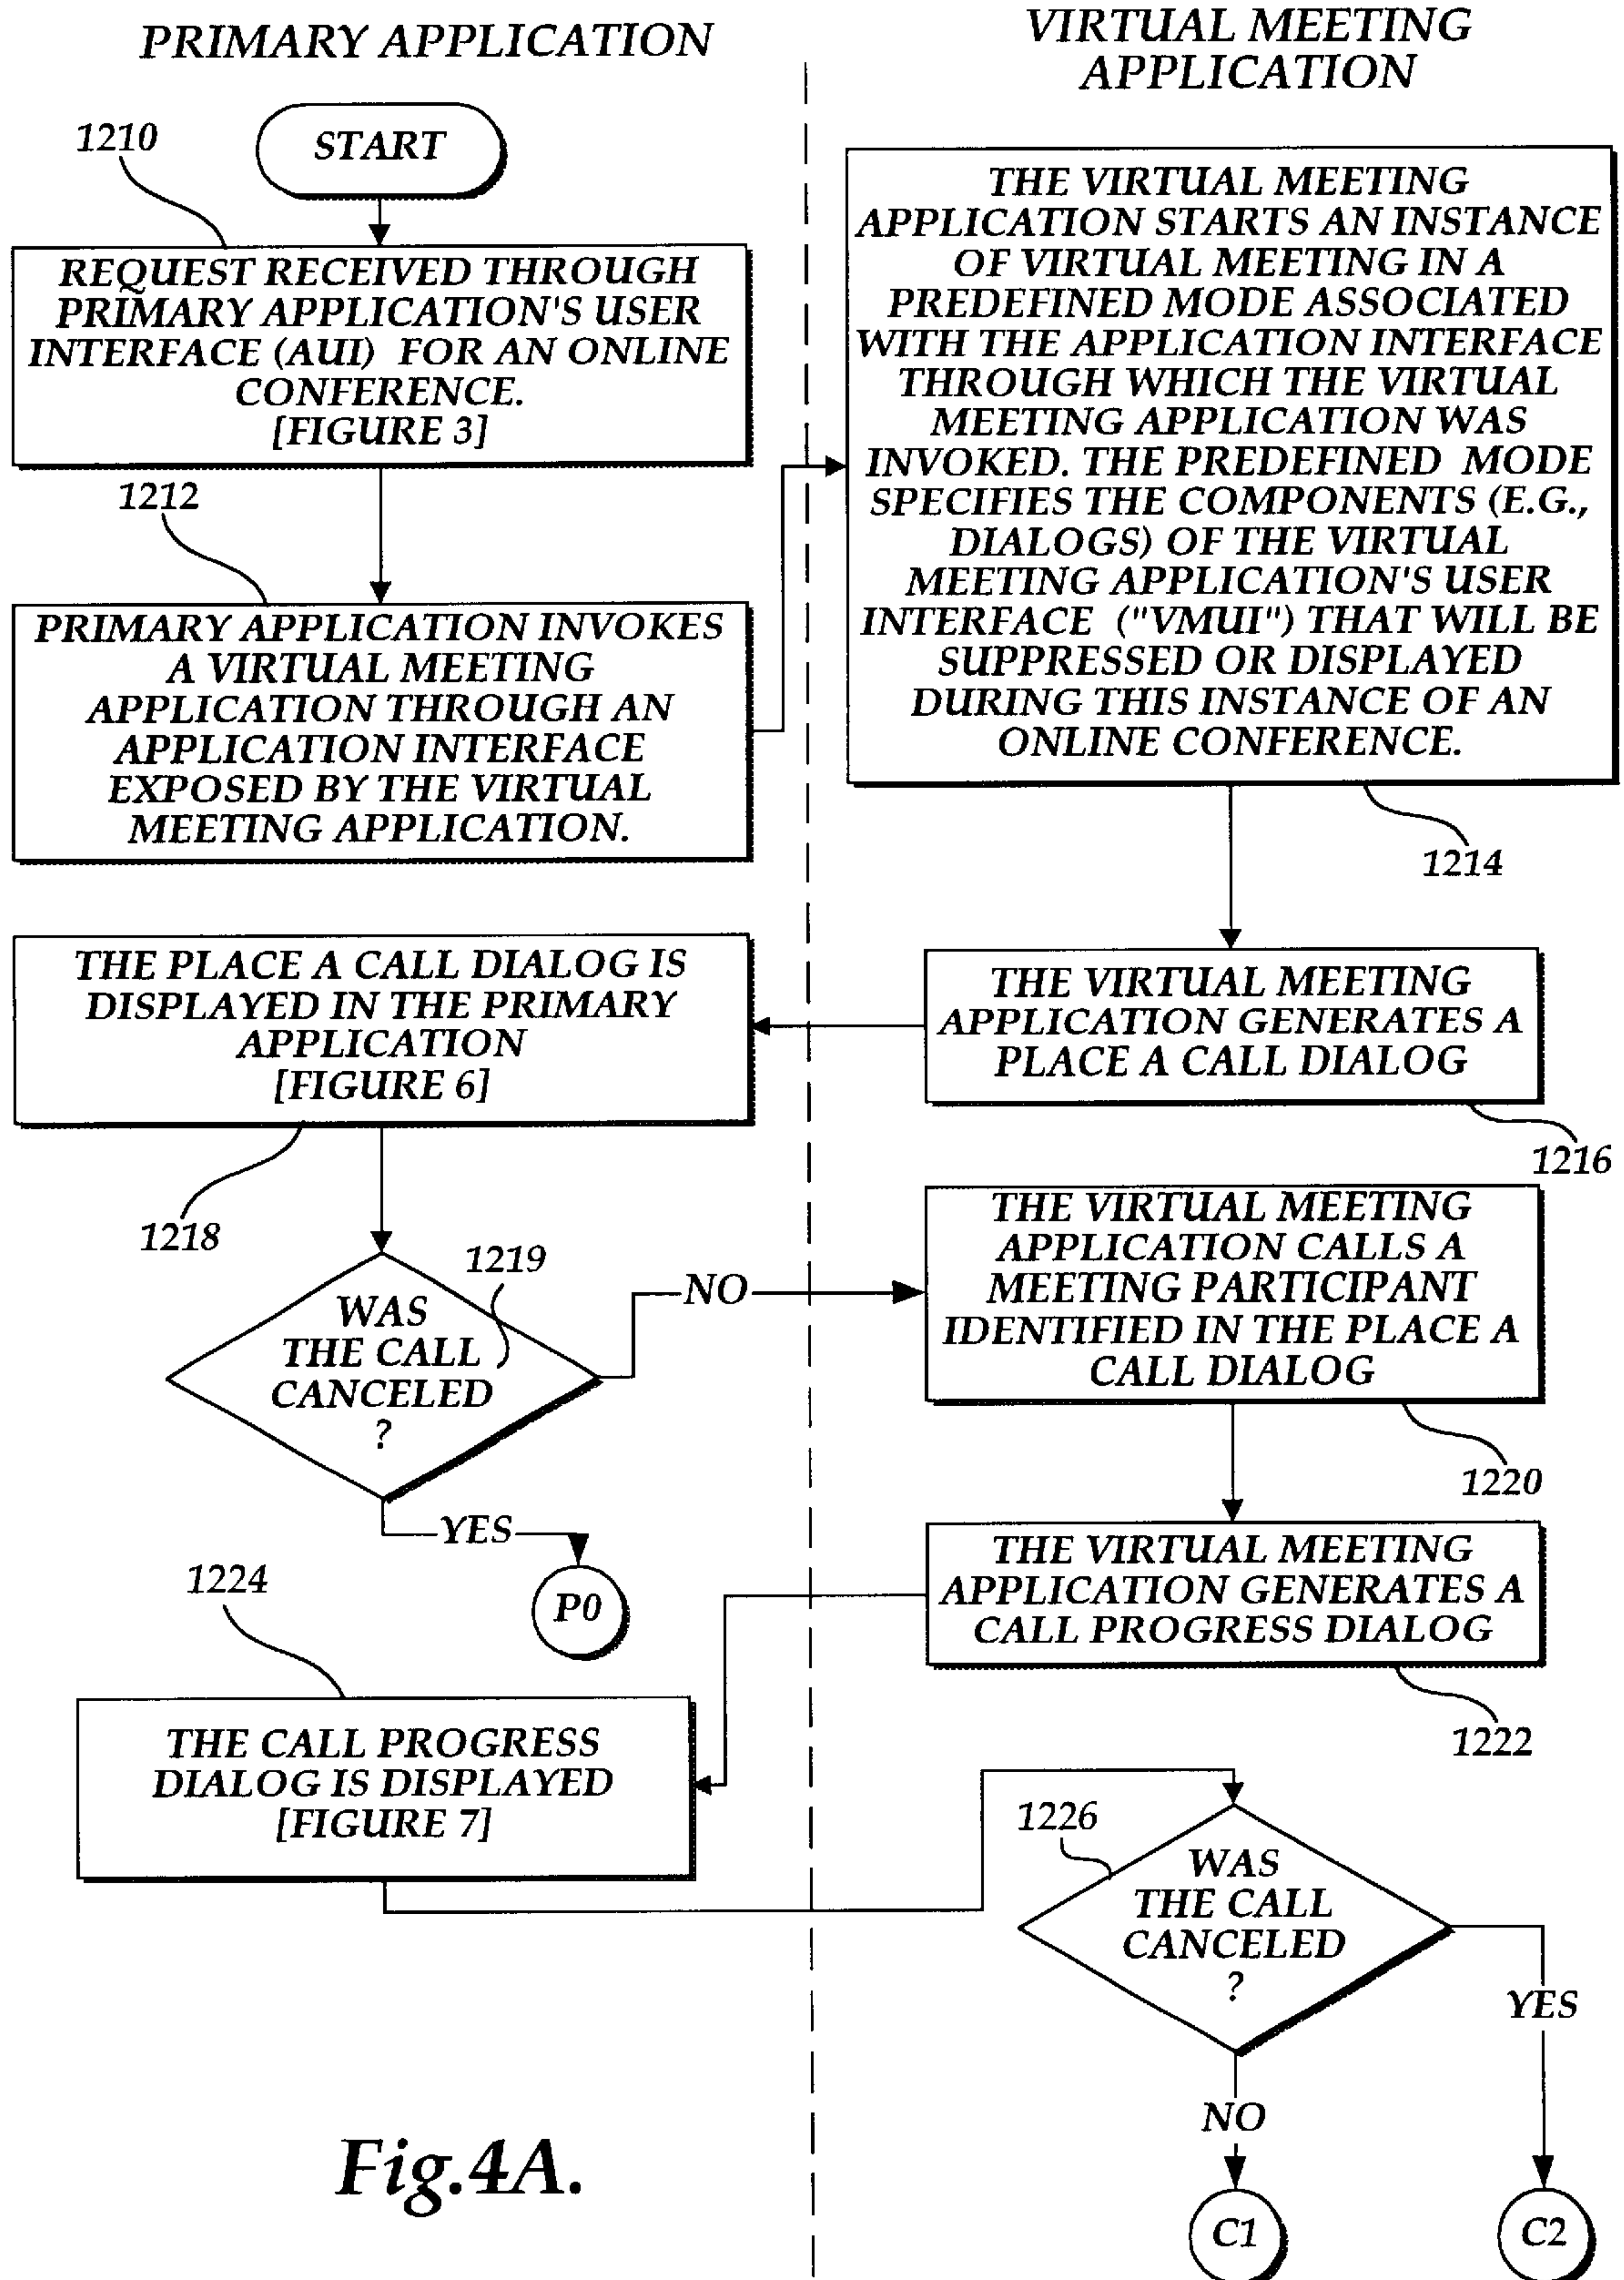 PRIMARY APPLICATION
VIRTUAL MEETING
APPLICATION
START
1210
REQUEST RECEIVED THROUGH
PRIMARY APPLICATION'S USER
INTERFACE (AUI) FOR AN ONLINE
CONFERENCE.
[FIGURE 3]
1212
PRIMARY APPLICATION INVOKES
A VIRTUAL MEETING
APPLICATION THROUGH AN
APPLICATION INTERFACE
EXPOSED BY THE VIRTUAL
MEETING APPLICATION.
THE VIRTUAL MEETING
APPLICATION STARTS AN INSTANCE
OF VIRTUAL MEETING IN A
PREDEFINED MODE ASSOCIATED
WITH THE APPLICATION INTERFACE
THROUGH WHICH THE VIRTUAL
MEETING APPLICATION WAS
INVOKED. THE PREDEFINED MODE
SPECIFIES THE COMPONENTS (E.G.,
DIALOGS) OF THE VIRTUAL
MEETING APPLICATION'S USER
INTERFACE ("VMUI") THAT WILL BE
SUPPRESSED OR DISPLAYED
DURING THIS INSTANCE OF AN
ONLINE CONFERENCE.
1214
THE VIRTUAL MEETING
APPLICATION GENERATES A
PLACE A CALL DIALOG
1216
THE PLACE A CALL DIALOG IS
DISPLAYED IN THE PRIMARY
APPLICATION
[FIGURE 6]
1218
1219
WAS
THE CALL
CANCELED
?
NO
YES
P0
THE VIRTUAL MEETING
APPLICATION CALLS A
MEETING PARTICIPANT
IDENTIFIED IN THE PLACE A
CALL DIALOG
1220
THE VIRTUAL MEETING
APPLICATION GENERATES A
CALL PROGRESS DIALOG
1222
1224
THE CALL PROGRESS
DIALOG IS DISPLAYED
[FIGURE 7]
1226
WAS
THE CALL
CANCELED
?
YES
NO
C1
C2
Fig.4A.